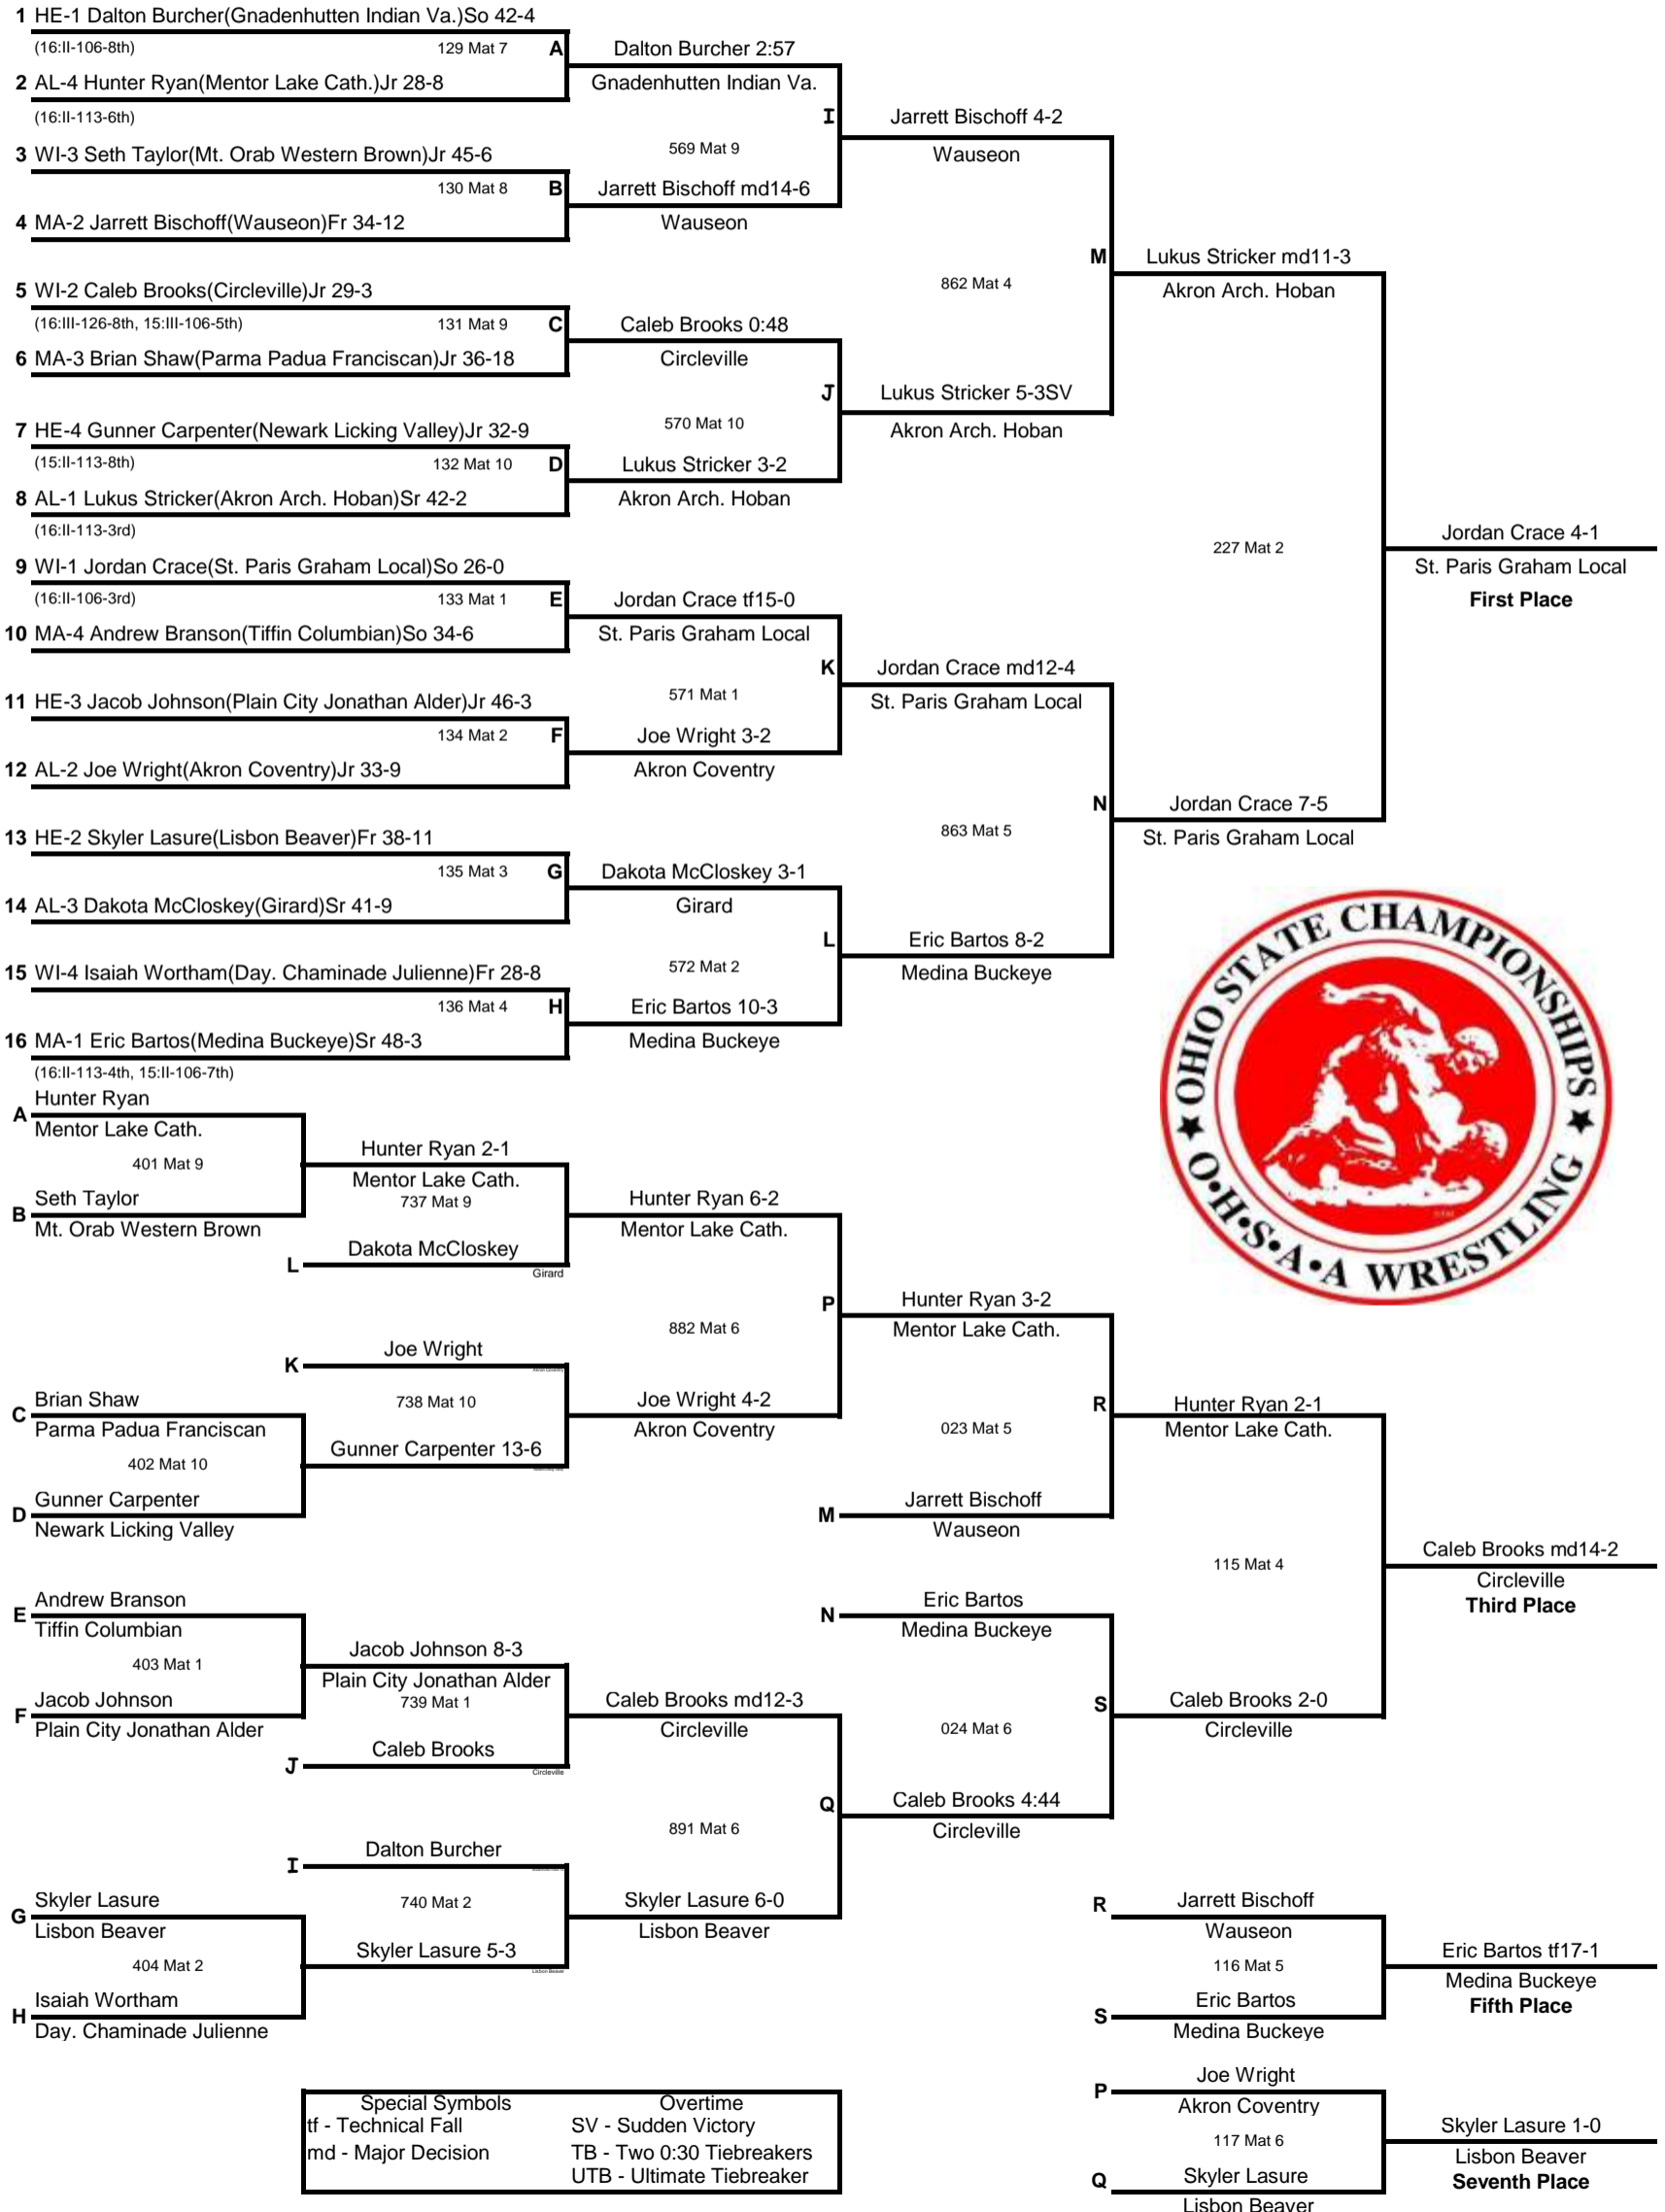 1 HE-1 Dalton Burcher(Gnadenhutten Indian Va.)So 42-4
(16:II-106-8th)
129 Mat 7
A
2 AL-4 Hunter Ryan(Mentor Lake Cath.)Jr 28-8
(16:II-113-6th)
3 WI-3 Seth Taylor(Mt. Orab Western Brown)Jr 45-6
130 Mat 8
B
4 MA-2 Jarrett Bischoff(Wauseon)Fr 34-12
5 WI-2 Caleb Brooks(Circleville)Jr 29-3
(16:III-126-8th, 15:III-106-5th)
131 Mat 9
C
6 MA-3 Brian Shaw(Parma Padua Franciscan)Jr 36-18
7 HE-4 Gunner Carpenter(Newark Licking Valley)Jr 32-9
(15:II-113-8th)
132 Mat 10
D
8 AL-1 Lukus Stricker(Akron Arch. Hoban)Sr 42-2
(16:II-113-3rd)
9 WI-1 Jordan Crace(St. Paris Graham Local)So 26-0
(16:II-106-3rd)
133 Mat 1
E
10 MA-4 Andrew Branson(Tiffin Columbian)So 34-6
11 HE-3 Jacob Johnson(Plain City Jonathan Alder)Jr 46-3
134 Mat 2
F
12 AL-2 Joe Wright(Akron Coventry)Jr 33-9
13 HE-2 Skyler Lasure(Lisbon Beaver)Fr 38-11
135 Mat 3
G
14 AL-3 Dakota McCloskey(Girard)Sr 41-9
15 WI-4 Isaiah Wortham(Day. Chaminade Julienne)Fr 28-8
136 Mat 4
H
16 MA-1 Eric Bartos(Medina Buckeye)Sr 48-3
(16:II-113-4th, 15:II-106-7th)
Dalton Burcher 2:57
Gnadenhutten Indian Va.
I
569 Mat 9
Jarrett Bischoff md14-6
Wauseon
Caleb Brooks 0:48
Circleville
J
570 Mat 10
Lukus Stricker 3-2
Akron Arch. Hoban
Jordan Crace tf15-0
St. Paris Graham Local
K
571 Mat 1
Joe Wright 3-2
Akron Coventry
Dakota McCloskey 3-1
Girard
L
572 Mat 2
Eric Bartos 10-3
Medina Buckeye
Jarrett Bischoff 4-2
Wauseon
M
862 Mat 4
Lukus Stricker 5-3SV
Akron Arch. Hoban
Jordan Crace md12-4
St. Paris Graham Local
N
863 Mat 5
Eric Bartos 8-2
Medina Buckeye
Lukus Stricker md11-3
Akron Arch. Hoban
227 Mat 2
Jordan Crace 7-5
St. Paris Graham Local
Jordan Crace 4-1
St. Paris Graham Local
First Place
★ OHIO STATE CHAMPIONSHIPS ★
O•H•S•A•A WRESTLING
A
Hunter Ryan
Mentor Lake Cath.
401 Mat 9
B
Seth Taylor
Mt. Orab Western Brown
C
Brian Shaw
Parma Padua Franciscan
402 Mat 10
D
Gunner Carpenter
Newark Licking Valley
E
Andrew Branson
Tiffin Columbian
403 Mat 1
F
Jacob Johnson
Plain City Jonathan Alder
G
Skyler Lasure
Lisbon Beaver
404 Mat 2
H
Isaiah Wortham
Day. Chaminade Julienne
Hunter Ryan 2-1
Mentor Lake Cath.
737 Mat 9
L
Dakota McCloskey
Girard
K
Joe Wright
738 Mat 10
Gunner Carpenter 13-6
Jacob Johnson 8-3
Plain City Jonathan Alder
739 Mat 1
J
Caleb Brooks
Circleville
I
Dalton Burcher
740 Mat 2
Skyler Lasure 5-3
Lisbon Beaver
Hunter Ryan 6-2
Mentor Lake Cath.
P
882 Mat 6
Joe Wright 4-2
Akron Coventry
Caleb Brooks md12-3
Circleville
Q
891 Mat 6
Skyler Lasure 6-0
Lisbon Beaver
Hunter Ryan 3-2
Mentor Lake Cath.
R
023 Mat 5
M
Jarrett Bischoff
Wauseon
N
Eric Bartos
Medina Buckeye
S
024 Mat 6
Caleb Brooks 4:44
Circleville
Hunter Ryan 2-1
Mentor Lake Cath.
115 Mat 4
Caleb Brooks 2-0
Circleville
Caleb Brooks md14-2
Circleville
Third Place
R
Jarrett Bischoff
Wauseon
116 Mat 5
S
Eric Bartos
Medina Buckeye
Eric Bartos tf17-1
Medina Buckeye
Fifth Place
P
Joe Wright
Akron Coventry
117 Mat 6
Q
Skyler Lasure
Lisbon Beaver
Skyler Lasure 1-0
Lisbon Beaver
Seventh Place
Special Symbols
tf - Technical Fall
md - Major Decision
Overtime
SV - Sudden Victory
TB - Two 0:30 Tiebreakers
UTB - Ultimate Tiebreaker